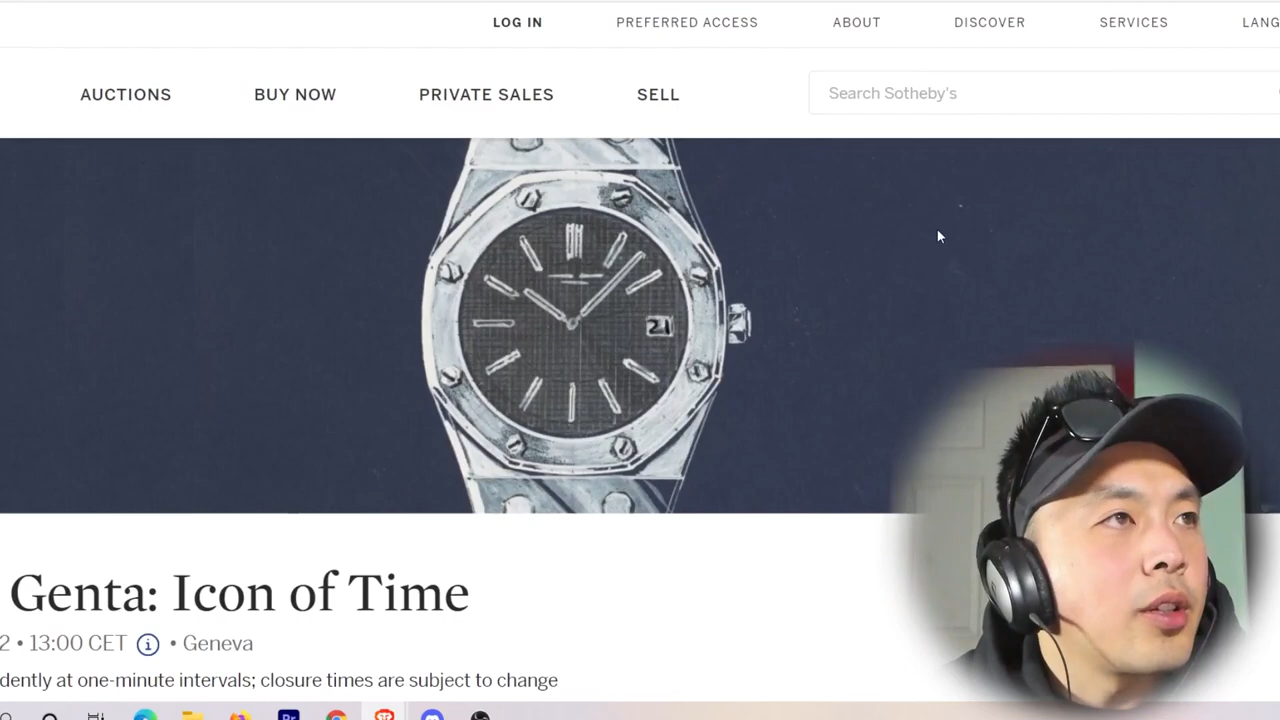 LOG IN PREFERRED ACCESS ABOUT DISCOVER SERVICES LANG
AUCTIONS BUY NOW PRIVATE SALES SELL Search Sotheby's
21
Genta: Icon of Time
2 • 13:00 CET i • Geneva
dently at one-minute intervals; closure times are subject to change
Pr